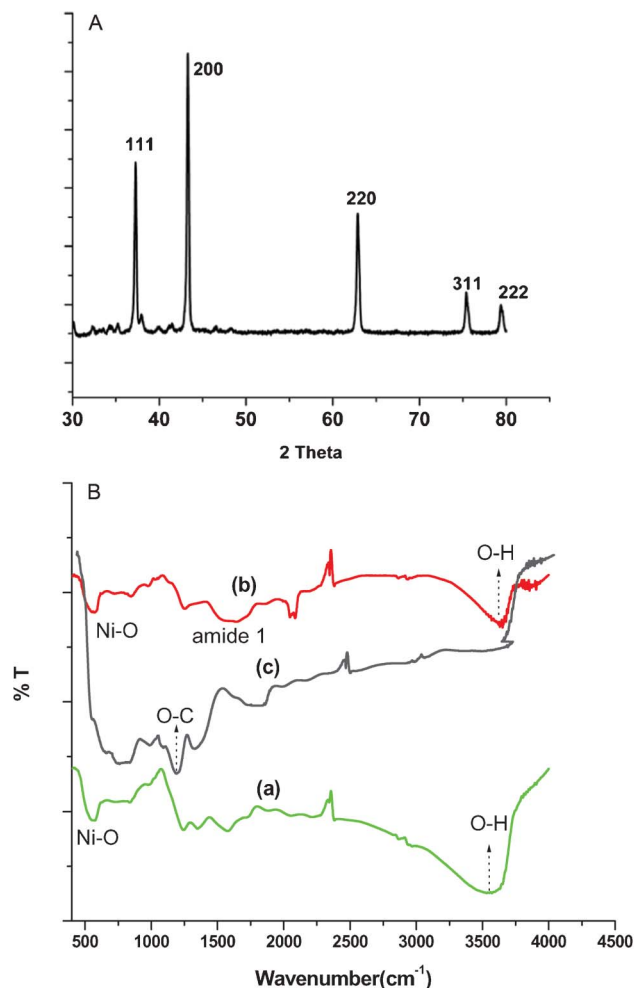 A
200
111
220
311
222
30 40 50 60 70 80
2 Theta
B
O-H
(b)
Ni-O
amide 1
(c)
O-C
(a)
O-H
Ni-O
% T
500 1000 1500 2000 2500 3000 3500 4000 4500
Wavenumber(cm⁻¹)